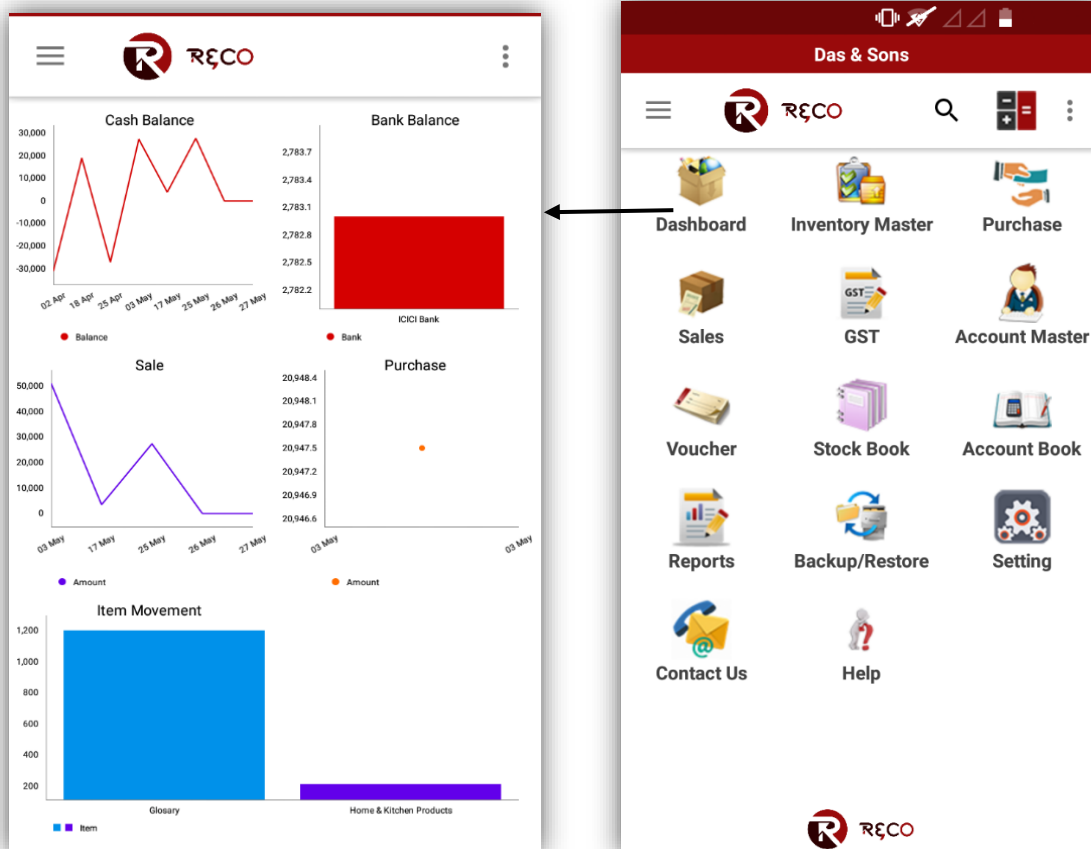 RECO
Cash Balance
30,000
20,000
10,000
0
-10,000
-20,000
-30,000
02 Apr
18 Apr
25 Apr
03 May
17 May
25 May
26 May
27 May
Balance
Bank Balance
2,783.7
2,783.4
2,783.1
2,782.8
2,782.5
2,782.2
ICICI Bank
Bank
Sale
50,000
40,000
30,000
20,000
10,000
0
03 May
17 May
25 May
26 May
27 May
Amount
Purchase
20,948.4
20,948.1
20,947.8
20,947.5
20,947.2
20,946.9
20,946.6
03 May
03 May
Amount
Item Movement
1,200
1,000
800
600
400
200
Glosary
Home & Kitchen Products
Item
Das & Sons
RECO
Dashboard
Inventory Master
Purchase
Sales
GST
GST
Account Master
Voucher
Stock Book
Account Book
Reports
Backup/Restore
Setting
@
Contact Us
Help
RECO